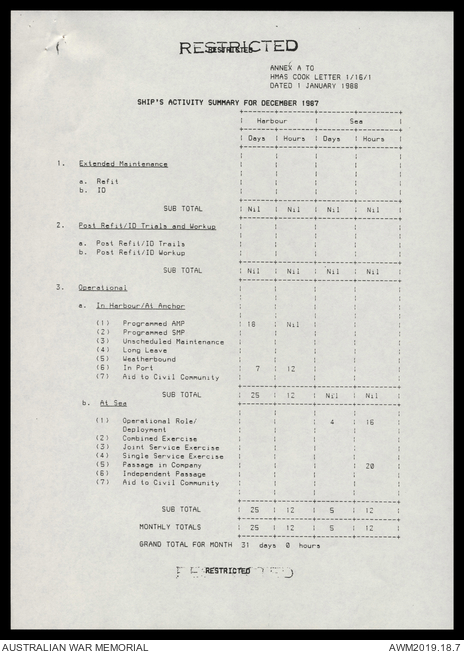 RESTRICTED
RESTRICTED
ANNEX A TO
HMAS COOK LETTER 1/16/1
DATED 1 JANUARY 1988
SHIP'S ACTIVITY SUMMARY FOR DECEMBER 1987
Harbour Sea
Days Hours Days Hours
1. Extended Maintenance
a. Refit
b. ID
SUB TOTAL Nil Nil Nil Nil
2. Post Refit/ID Trials and Workup
a. Post Refit/ID Trails
b. Post Refit/ID Workup
SUB TOTAL Nil Nil Nil Nil
3. Operational
a. In Harbour/At Anchor
(1) Programmed AMP 18 Nil
(2) Programmed SMP
(3) Unscheduled Maintenance
(4) Long Leave
(5) Weatherbound
(6) In Port 7 12
(7) Aid to Civil Community
SUB TOTAL 25 12 Nil Nil
b. At Sea
(1) Operational Role/ 4 16
Deployment
(2) Combined Exercise
(3) Joint Service Exercise
(4) Single Service Exercise
(5) Passage in Company 20
(6) Independent Passage
(7) Aid to Civil Community
SUB TOTAL 25 12 5 12
MONTHLY TOTALS 25 12 5 12
GRAND TOTAL FOR MONTH 31 days 0 hours
RESTRICTED
AUSTRALIAN WAR MEMORIAL AWM2019.18.7